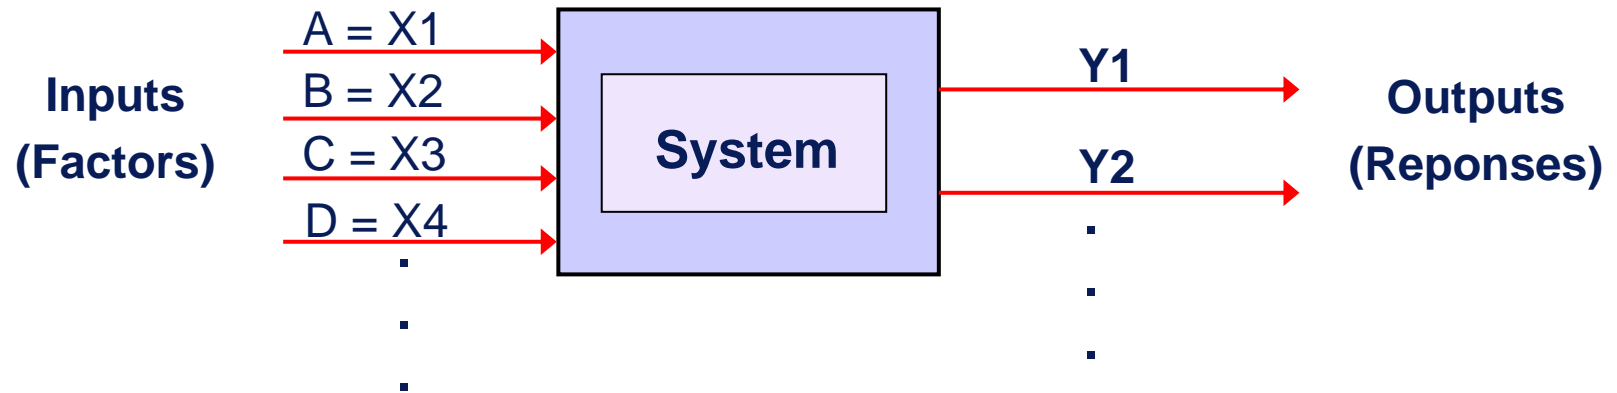 Inputs
(Factors)
A = X1
B = X2
C = X3
D = X4
System
Y1
Y2
Outputs
(Reponses)